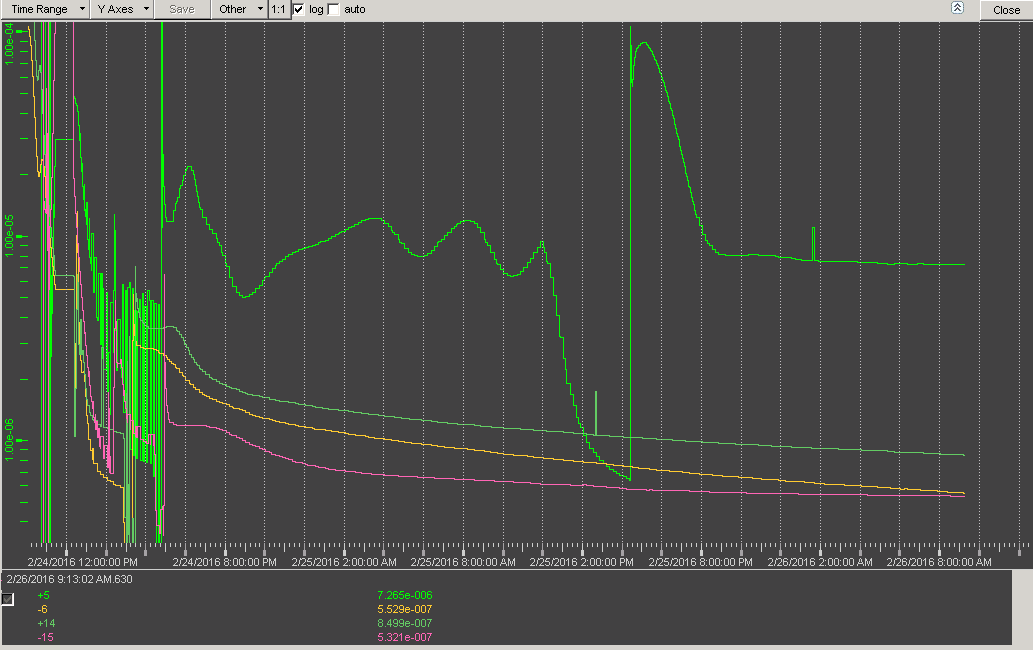 Time Range Y Axes Save Other 1:1 log auto Close
1.00e-04
1.00e-05
1.00e-06
2/24/2016 12:00:00 PM 2/24/2016 8:00:00 PM 2/25/2016 2:00:00 AM 2/25/2016 8:00:00 AM 2/25/2016 2:00:00 PM 2/25/2016 8:00:00 PM 2/26/2016 2:00:00 AM 2/26/2016 8:00:00 AM
2/26/2016 9:13:02 AM.630
+5 7.265e-006
-6 5.529e-007
+14 8.499e-007
-15 5.321e-007